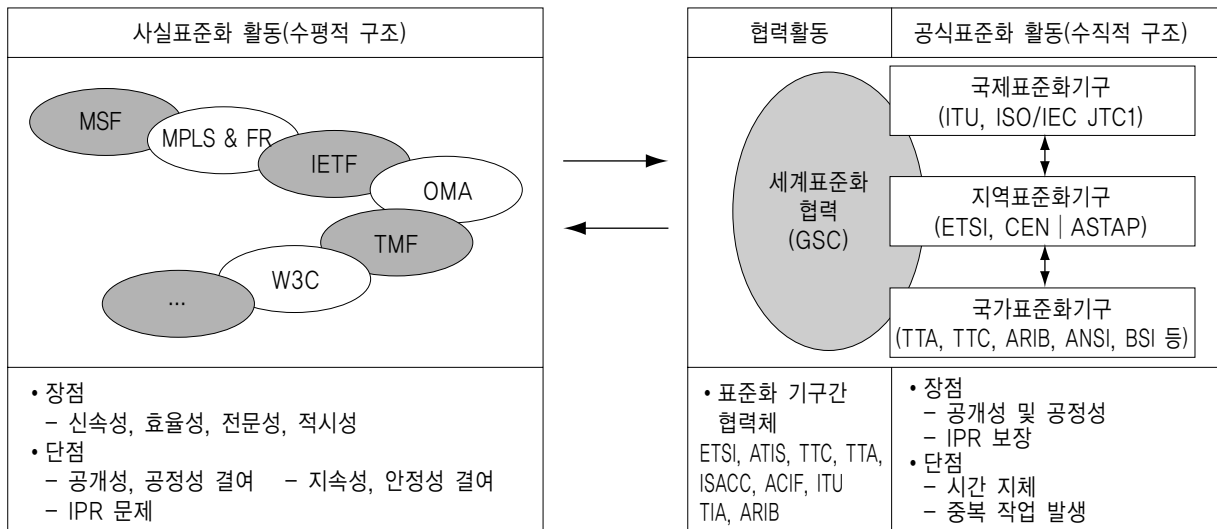 사실표준화 활동(수평적 구조)
MSF
MPLS & FR
IETF
OMA
TMF
W3C
...
• 장점
– 신속성, 효율성, 전문성, 적시성
• 단점
– 공개성, 공정성 결여 – 지속성, 안정성 결여
– IPR 문제
협력활동
공식표준화 활동(수직적 구조)
세계표준화
협력
(GSC)
국제표준화기구
(ITU, ISO/IEC JTC1)
지역표준화기구
(ETSI, CEN | ASTAP)
국가표준화기구
(TTA, TTC, ARIB, ANSI, BSI 등)
• 표준화 기구간
협력체
ETSI, ATIS, TTC, TTA,
ISACC, ACIF, ITU
TIA, ARIB
• 장점
– 공개성 및 공정성
– IPR 보장
• 단점
– 시간 지체
– 중복 작업 발생